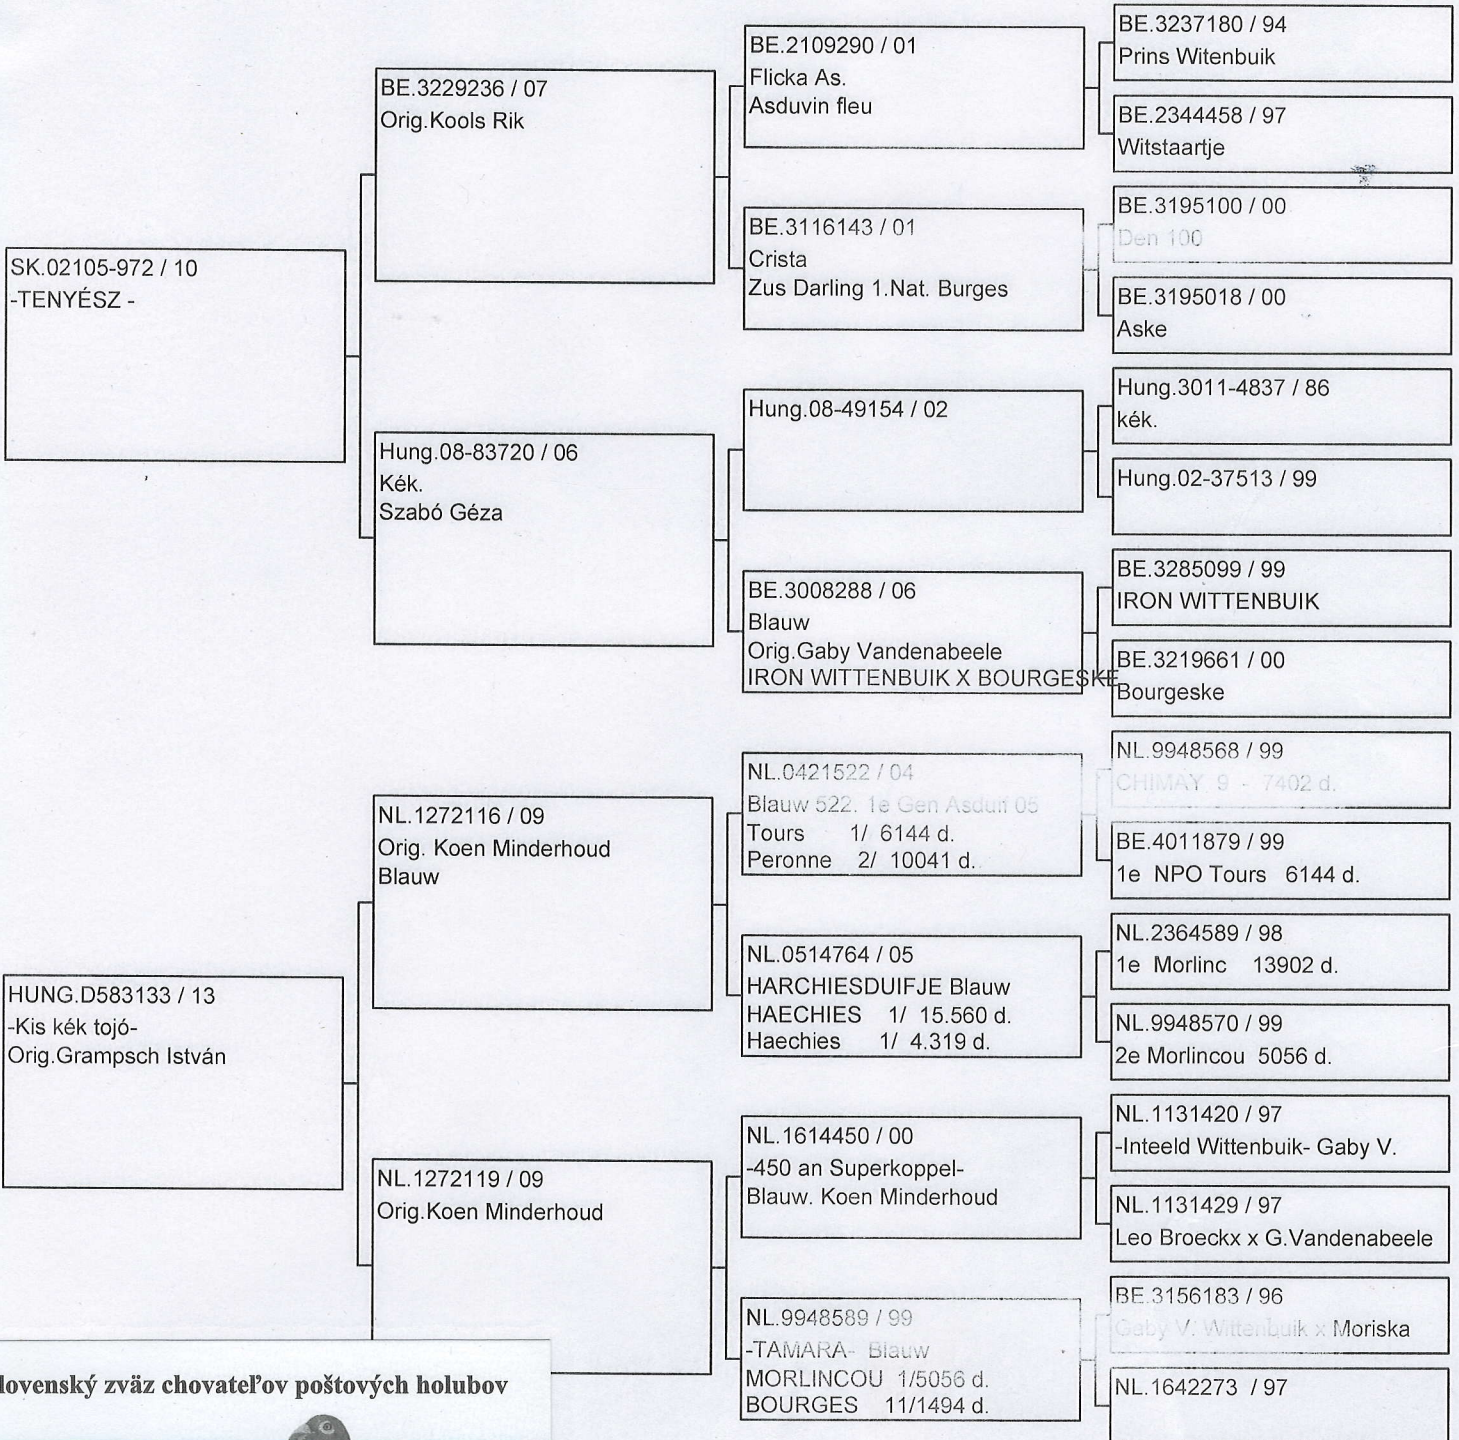 SK.02105-972 / 10
-TENYÉSZ -
HUNG.D583133 / 13
-Kis kék tojó-
Orig.Grampsch István
BE.3229236 / 07
Orig.Kools Rik
Hung.08-83720 / 06
Kék.
Szabó Géza
NL.1272116 / 09
Orig. Koen Minderhoud
Blauw
NL.1272119 / 09
Orig.Koen Minderhoud
BE.2109290 / 01
Flicka As.
Asduvin fleu
BE.3116143 / 01
Crista
Zus Darling 1.Nat. Burges
Hung.08-49154 / 02
BE.3008288 / 06
Blauw
Orig.Gaby Vandenabeele
IRON WITTENBUIK X BOURGESKE
NL.0421522 / 04
Blauw 522. 1e Gen Asduif 05
Tours 1/ 6144 d.
Peronne 2/ 10041 d.
NL.0514764 / 05
HARCHIESDUIFJE Blauw
HAECHIES 1/ 15.560 d.
Haechies 1/ 4.319 d.
NL.1614450 / 00
-450 an Superkoppel-
Blauw. Koen Minderhoud
NL.9948589 / 99
-TAMARA- Blauw
MORLINCOU 1/5056 d.
BOURGES 11/1494 d.
BE.3237180 / 94
Prins Witenbuik
BE.2344458 / 97
Witstaartje
BE.3195100 / 00
Den 100
BE.3195018 / 00
Aske
Hung.3011-4837 / 86
kék.
Hung.02-37513 / 99
BE.3285099 / 99
IRON WITTENBUIK
BE.3219661 / 00
Bourgeske
NL.9948568 / 99
CHIMAY 9 - 7402 d.
BE.4011879 / 99
1e NPO Tours 6144 d.
NL.2364589 / 98
1e Morlinc 13902 d.
NL.9948570 / 99
2e Morlincou 5056 d.
NL.1131420 / 97
-Inteeld Wittenbuik- Gaby V.
NL.1131429 / 97
Leo Broeckx x G.Vandenabeele
BE.3156183 / 96
Gaby V. Wittenbuik x Moriska
NL.1642273 / 97
lovenský zväz chovateľov poštových holubov